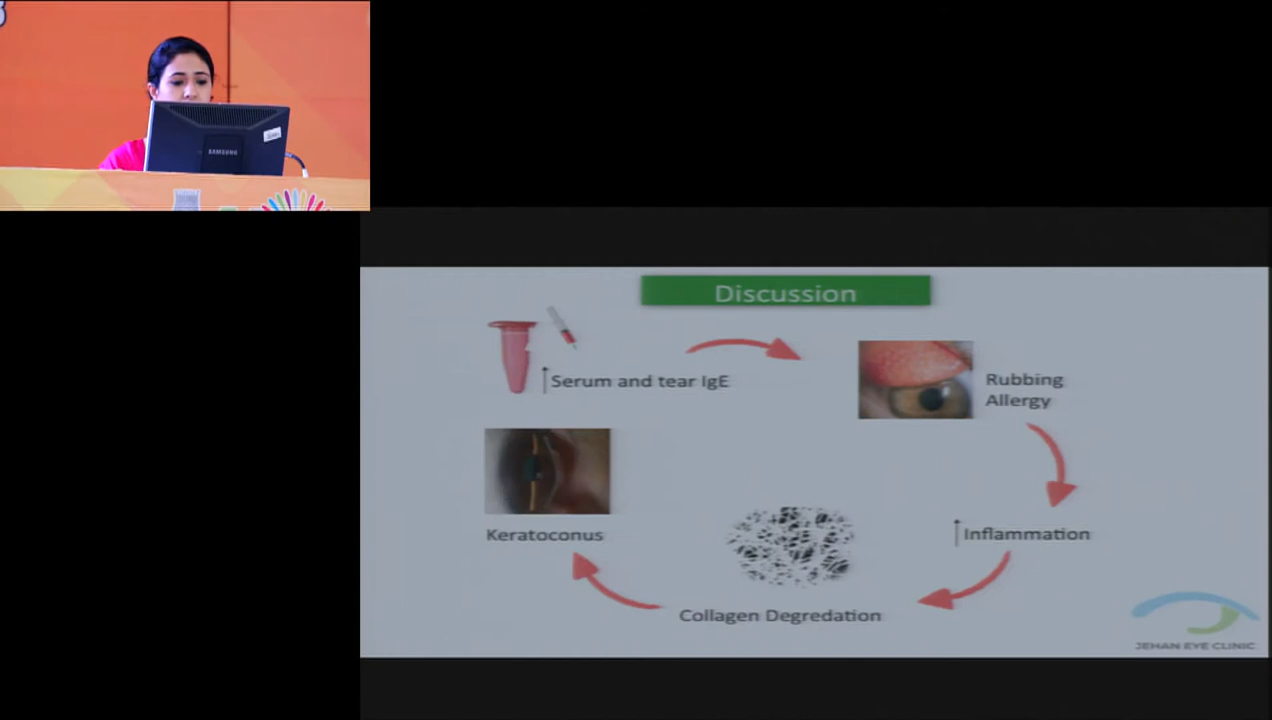 SAMSUNG
Discussion
Serum and tear IgE
Rubbing
Allergy
Inflammation
Collagen Degredation
Keratoconus
JEHAN EYE CLINIC